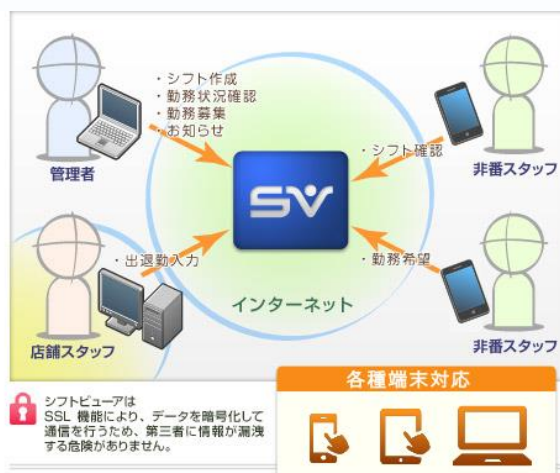 ・シフト作成
・勤務状況確認
・勤務募集
・お知らせ
管理者
・シフト確認
非番スタッフ
SV
・出退勤入力
・勤務希望
インターネット
店舗スタッフ
非番スタッフ
各種端末対応
シフトビューアは
SSL 機能により、データを暗号化して
通信を行うため、第三者に情報が漏洩
する危険がありません。